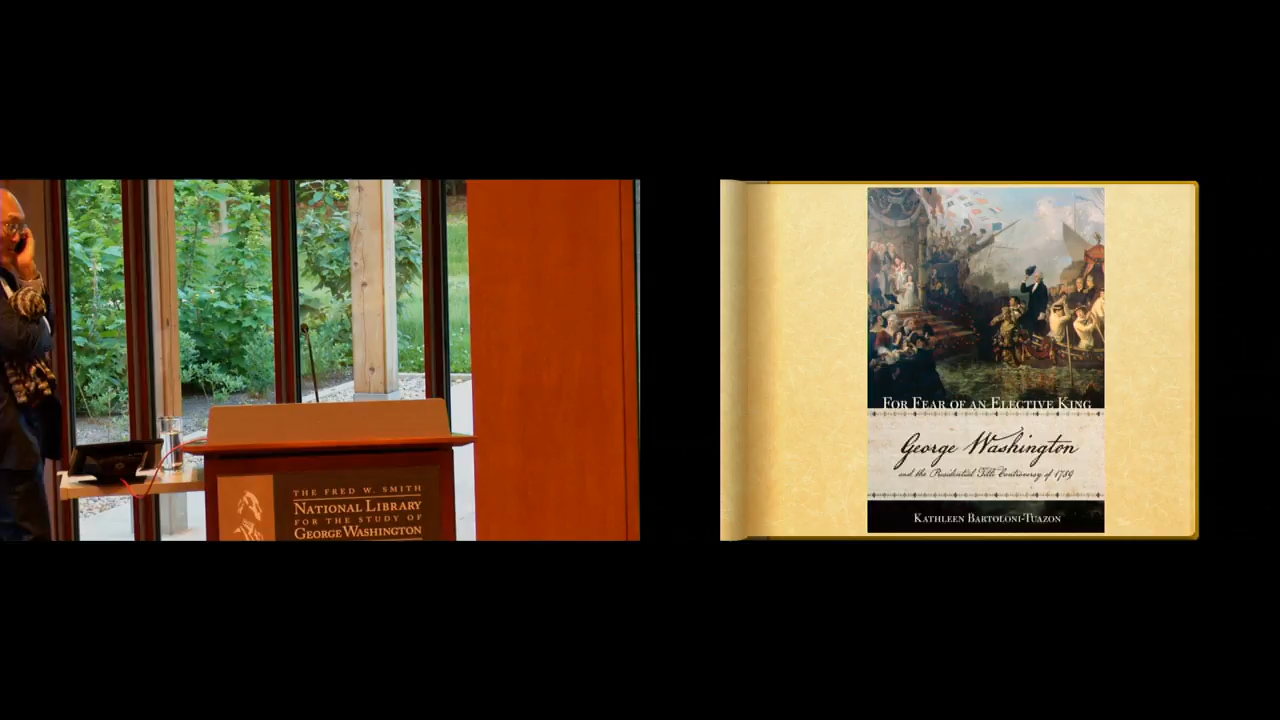 THE FRED W. SMITH
NATIONAL LIBRARY
FOR THE STUDY OF
GEORGE WASHINGTON
FOR FEAR OF AN ELECTIVE KING
George Washington
and the Presidential Title Controversy of 1789
KATHLEEN BARTOLONI-TUAZON